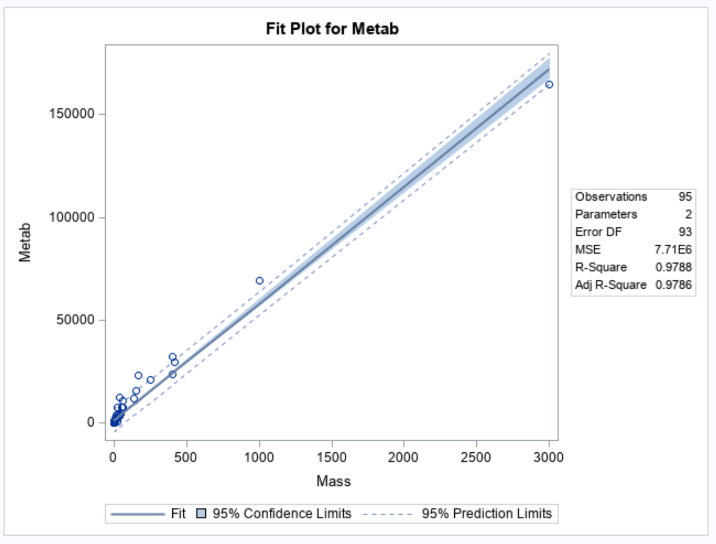 Fit Plot for Metab
150000
100000
50000
0
Metab
0 500 1000 1500 2000 2500 3000
Mass
Observations 95
Parameters 2
Error DF 93
MSE 7.71E6
R-Square 0.9788
Adj R-Square 0.9786
Fit 95% Confidence Limits 95% Prediction Limits